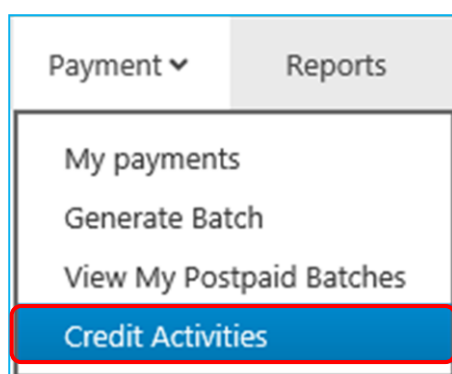 Payment Reports
My payments
Generate Batch
View My Postpaid Batches
Credit Activities